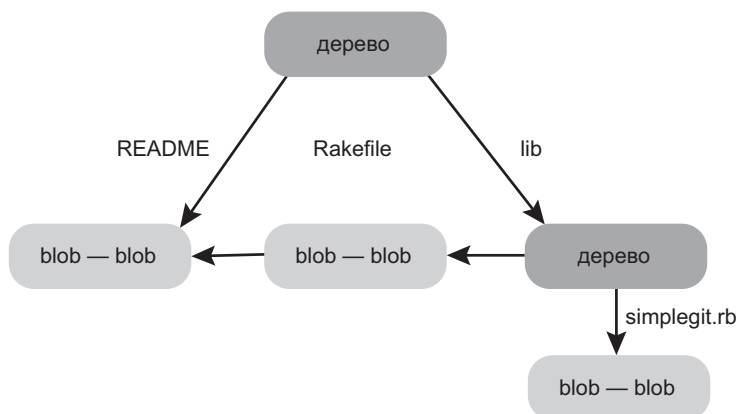 дерево
README
Rakefile
lib
blob — blob
blob — blob
дерево
simplegit.rb
blob — blob